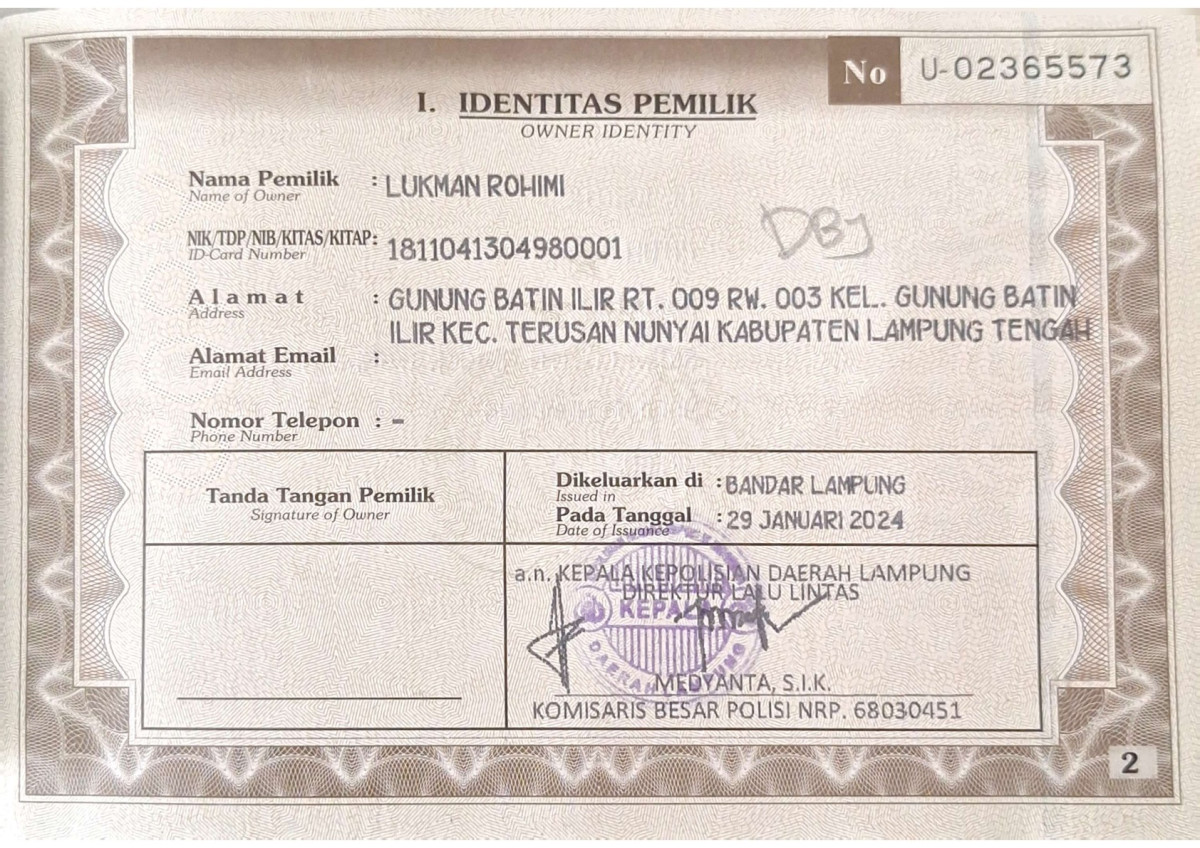 No U-02365573
I. IDENTITAS PEMILIK
OWNER IDENTITY
Nama Pemilik : LUKMAN ROHIMI
Name of Owner
NIK/TDP/NIB/KITAS/KITAP: 1811041304980001
ID-Card Number
DBJ
Alamat : GUNUNG BATIN ILIR RT. 009 RW. 003 KEL. GUNUNG BATIN
Address
ILIR KEC. TERUSAN NUNYAI KABUPATEN LAMPUNG TENGAH
Alamat Email :
Email Address
Nomor Telepon : -
Phone Number
Tanda Tangan Pemilik
Signature of Owner
Dikeluarkan di : BANDAR LAMPUNG
Issued in
Pada Tanggal : 29 JANUARI 2024
Date of Issuance
a.n. KEPALA KEPOLISIAN DAERAH LAMPUNG
DIREKTUR LALU LINTAS
KEPALA
DAERAH LAMPUNG
MEDYANTA, S.I.K.
KOMISARIS BESAR POLISI NRP. 68030451
2